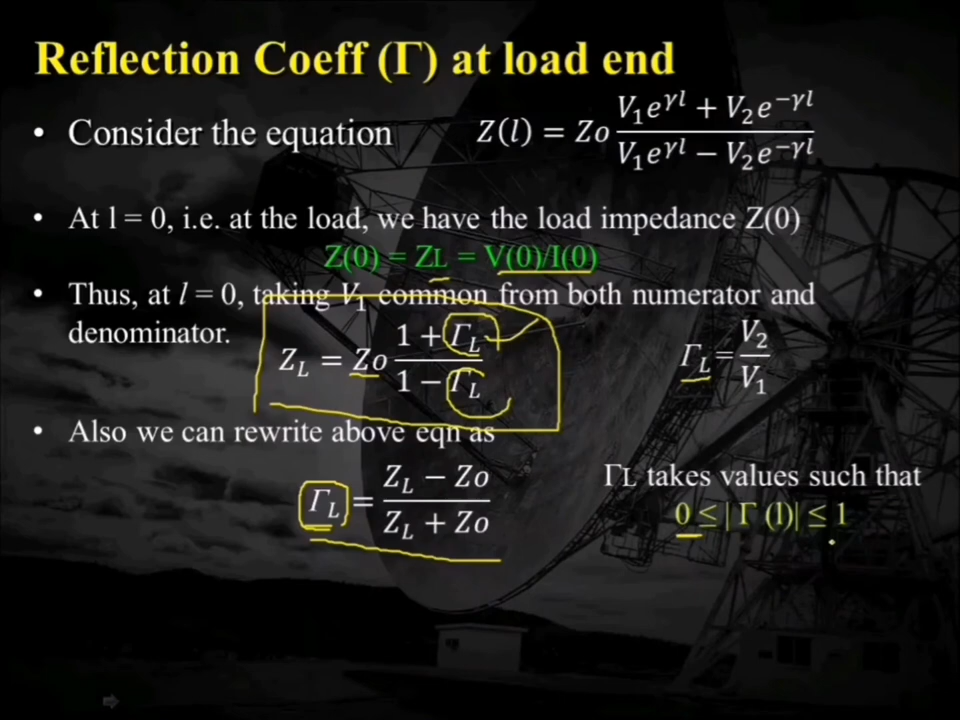 Reflection Coeff (Γ) at load end
• Consider the equation Z(l) = Zo (V₁e^{γl} + V₂e^{−γl}) / (V₁e^{γl} − V₂e^{−γl})
• At l = 0, i.e. at the load, we have the load impedance Z(0)
Z(0) = ZL = V(0)/I(0)
• Thus, at l = 0, taking V₁ common from both numerator and
denominator.
Z_L = Zo (1 + Γ_L) / (1 − Γ_L)
Γ_L = V₂ / V₁
• Also we can rewrite above eqn as
Γ_L = (Z_L − Zo) / (Z_L + Zo)
ΓL takes values such that
0 ≤ | Γ (l)| ≤ 1